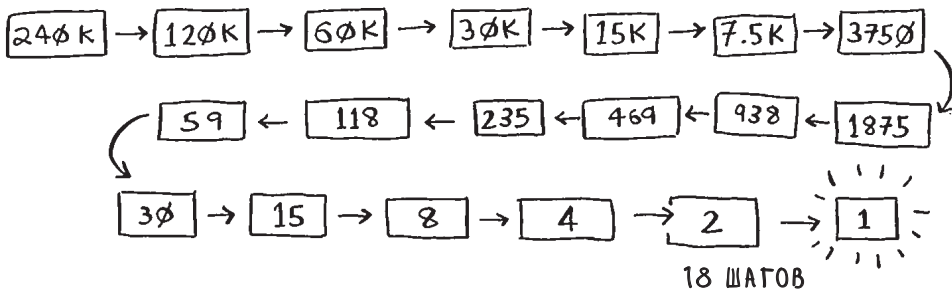 240K → 120K → 60K → 30K → 15K → 7.5K → 3750
59 ← 118 ← 235 ← 469 ← 938 ← 1875
30 → 15 → 8 → 4 → 2 → 1
18 ШАГОВ